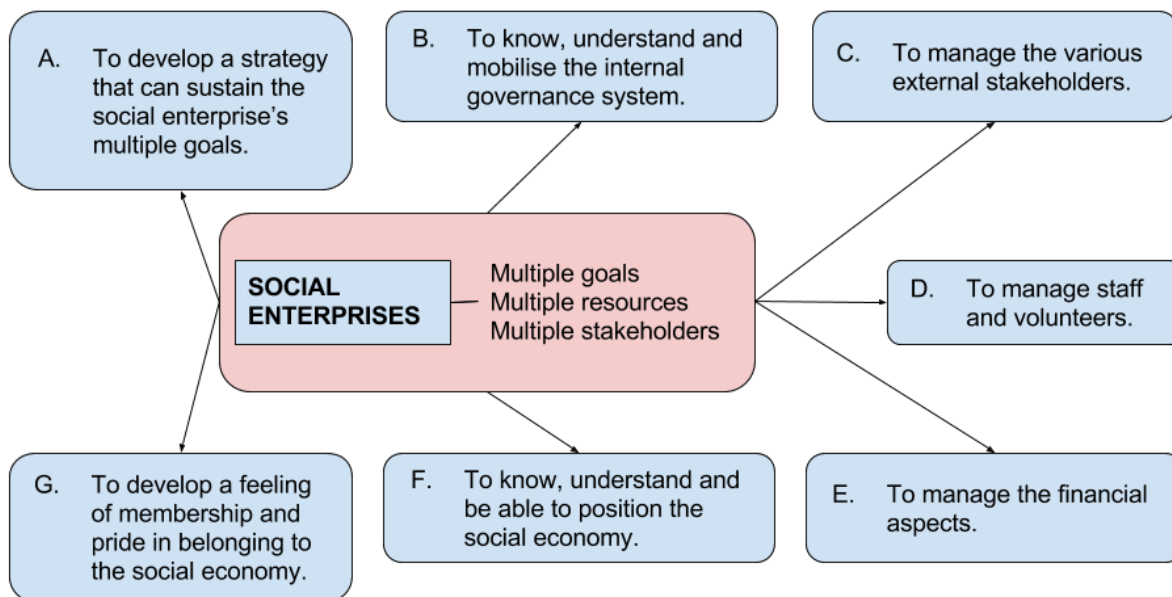 A. To develop a strategy
that can sustain the
social enterprise's
multiple goals.
B. To know, understand and
mobilise the internal
governance system.
C. To manage the various
external stakeholders.
SOCIAL
ENTERPRISES
Multiple goals
Multiple resources
Multiple stakeholders
D. To manage staff
and volunteers.
G. To develop a feeling
of membership and
pride in belonging to
the social economy.
F. To know, understand and
be able to position the
social economy.
E. To manage the financial
aspects.